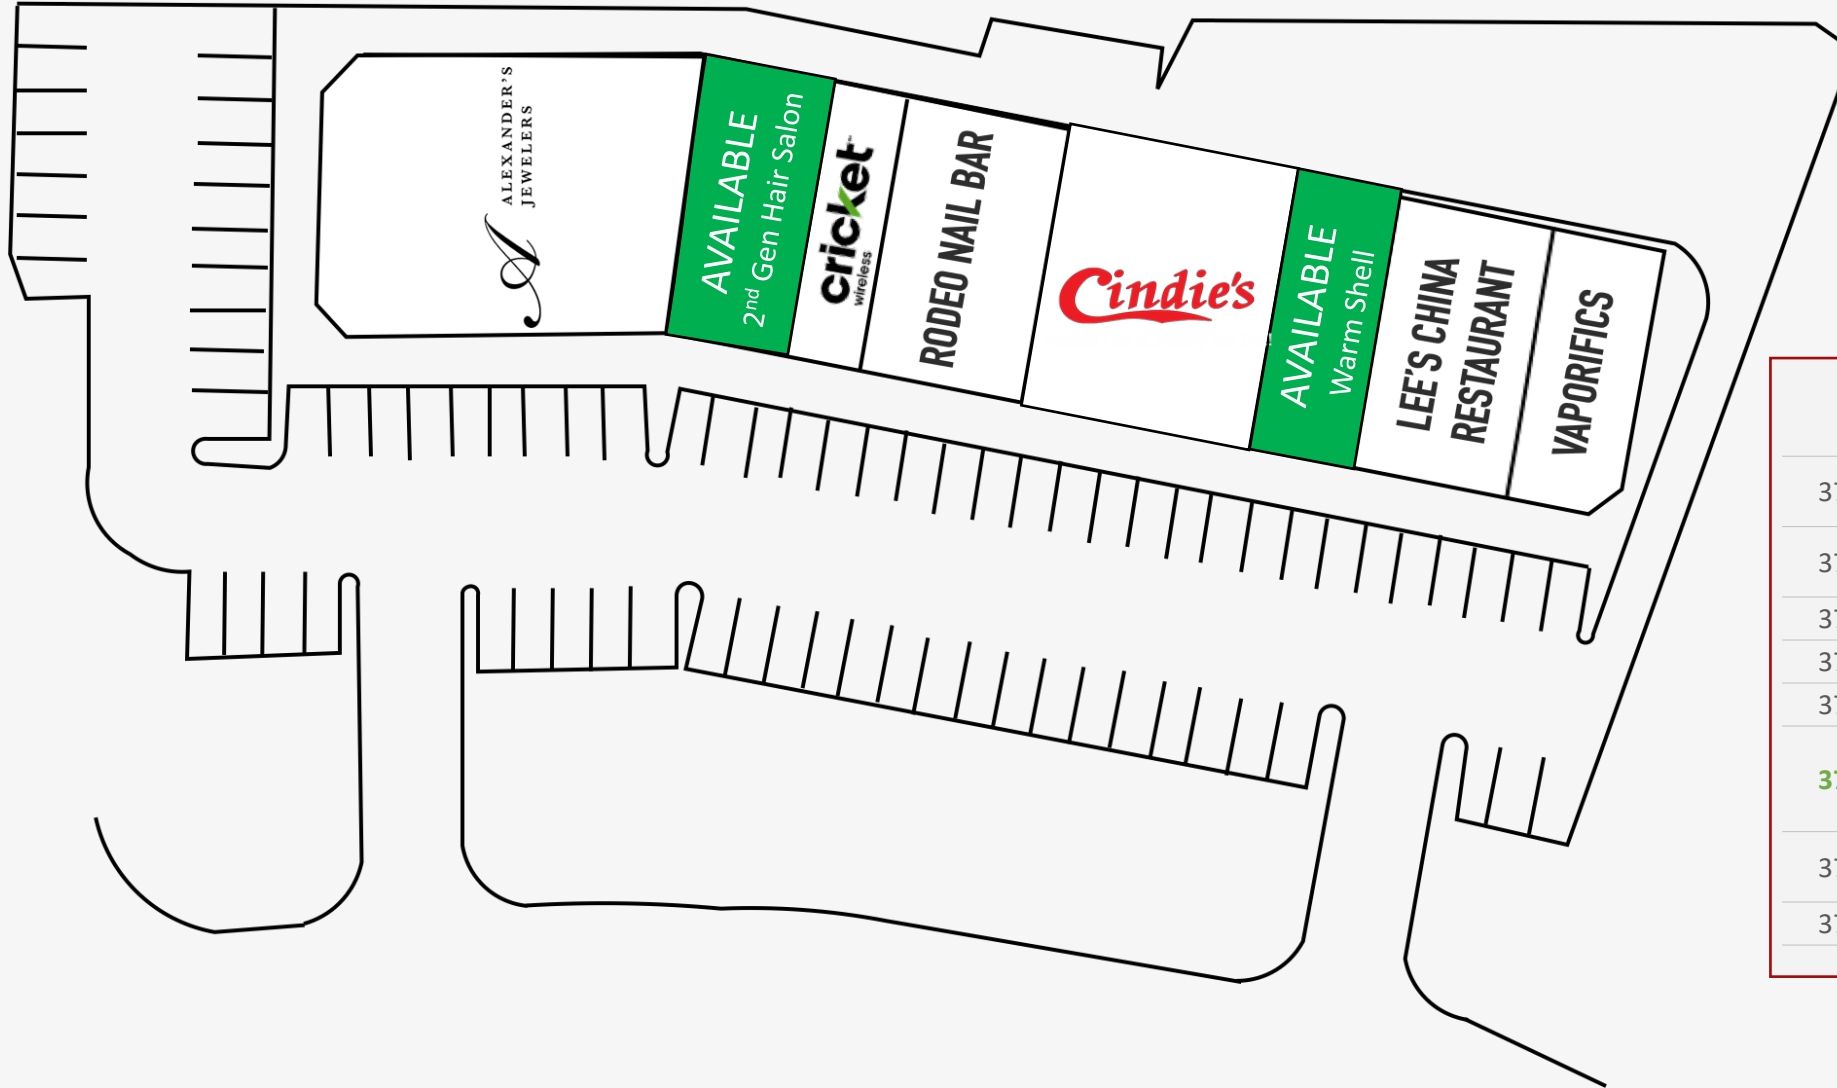 A
ALEXANDER'S
JEWELERS
AVAILABLE
2nd Gen Hair Salon
cricket
wireless
RODEO NAIL BAR
Cindie's
AVAILABLE
Warm Shell
LEE'S CHINA
RESTAURANT
VAPORIFICS